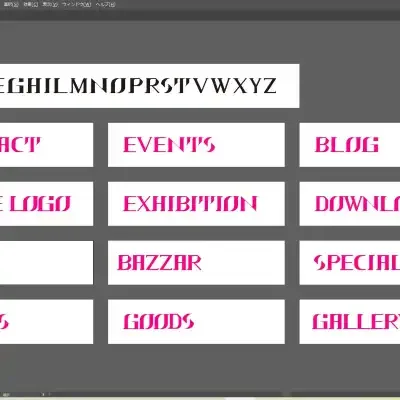 選択(S) 効果(C) 表示(V) ウィンドウ(W) ヘルプ(H)
EGHILMNOPRSTVWXYZ
ACT EVENTS BLOG
E LOGO EXHIBITION DOWNLO
BAZZAR SPECIAL
S GOODS GALLERY